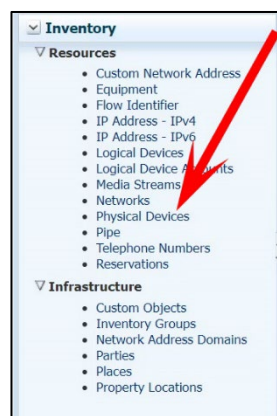 Inventory
Resources
Custom Network Address
Equipment
Flow Identifier
IP Address - IPv4
IP Address - IPv6
Logical Devices
Logical Device Accounts
Media Streams
Networks
Physical Devices
Pipe
Telephone Numbers
Reservations
Infrastructure
Custom Objects
Inventory Groups
Network Address Domains
Parties
Places
Property Locations